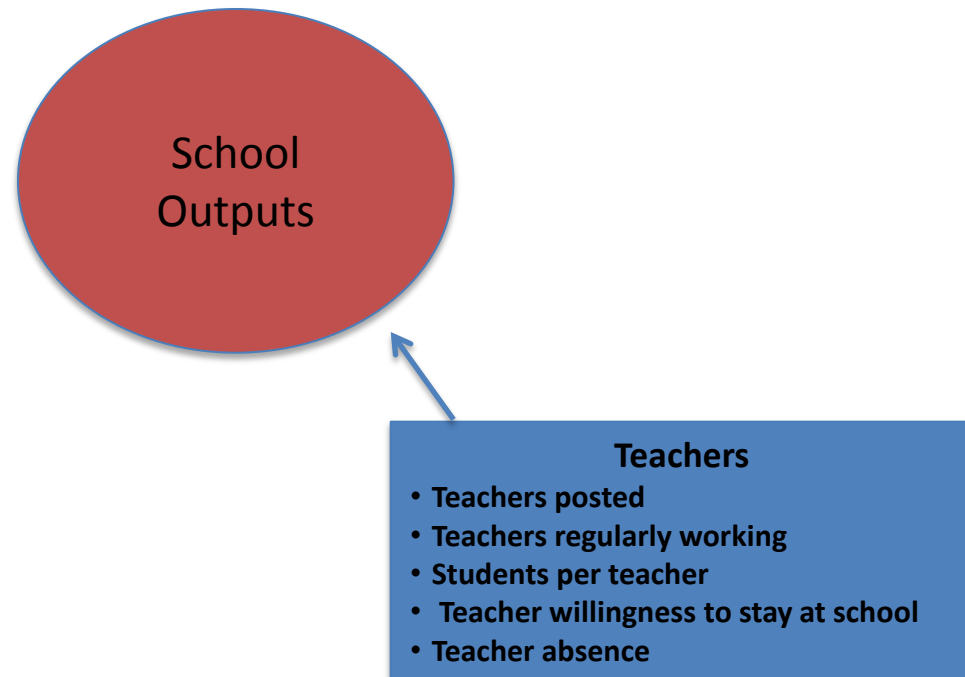 School
Outputs
Teachers
• Teachers posted
• Teachers regularly working
• Students per teacher
• Teacher willingness to stay at school
• Teacher absence